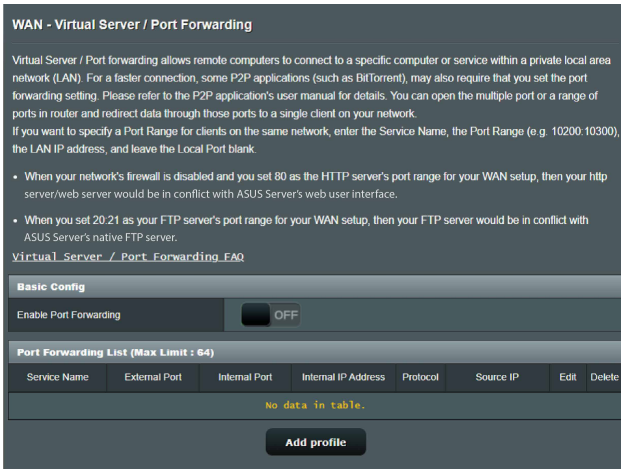 WAN - Virtual Server / Port Forwarding
Virtual Server / Port forwarding allows remote computers to connect to a specific computer or service within a private local area
network (LAN). For a faster connection, some P2P applications (such as BitTorrent), may also require that you set the port
forwarding setting. Please refer to the P2P application's user manual for details. You can open the multiple port or a range of
ports in router and redirect data through those ports to a single client on your network.
If you want to specify a Port Range for clients on the same network, enter the Service Name, the Port Range (e.g. 10200:10300),
the LAN IP address, and leave the Local Port blank.
• When your network's firewall is disabled and you set 80 as the HTTP server's port range for your WAN setup, then your http
server/web server would be in conflict with ASUS Server's web user interface.
• When you set 20:21 as your FTP server's port range for your WAN setup, then your FTP server would be in conflict with
ASUS Server's native FTP server.
Virtual Server / Port Forwarding FAQ
Basic Config
Enable Port Forwarding OFF
Port Forwarding List (Max Limit : 64)
Service Name External Port Internal Port Internal IP Address Protocol Source IP Edit Delete
No data in table.
Add profile